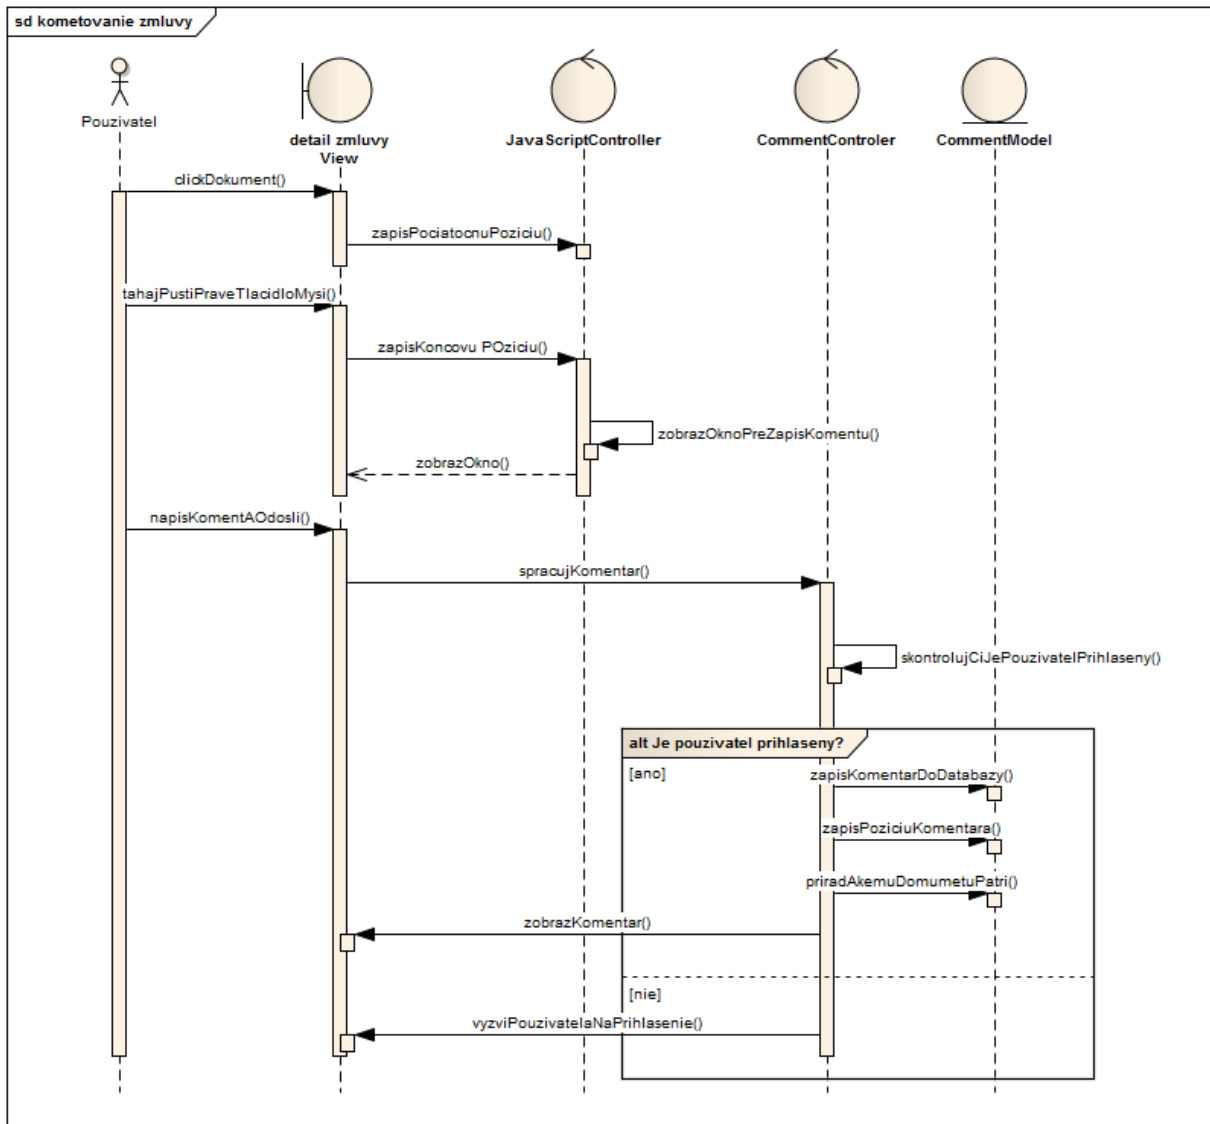 sd kometovanie zmluvy
Pouzivatel
detail zmluvy
View
JavaScriptController
CommentControler
CommentModel
clickDokument()
zapisPociatocnuPoziciu()
tahajPustiPraveTlacidloMysi()
zapisKoncovu POziciu()
zobrazOknoPreZapisKomentu()
zobrazOkno()
napisKomentAOdosli()
spracujKomentar()
skontrolujCiJePouzivatelPrihlaseny()
alt Je pouzivatel prihlaseny?
[ano]
zapisKomentarDoDatabazy()
zapisPoziciuKomentara()
priradAkemuDomumetuPatri()
zobrazKomentar()
[nie]
vyzviPouzivatelaNaPrihlasenie()